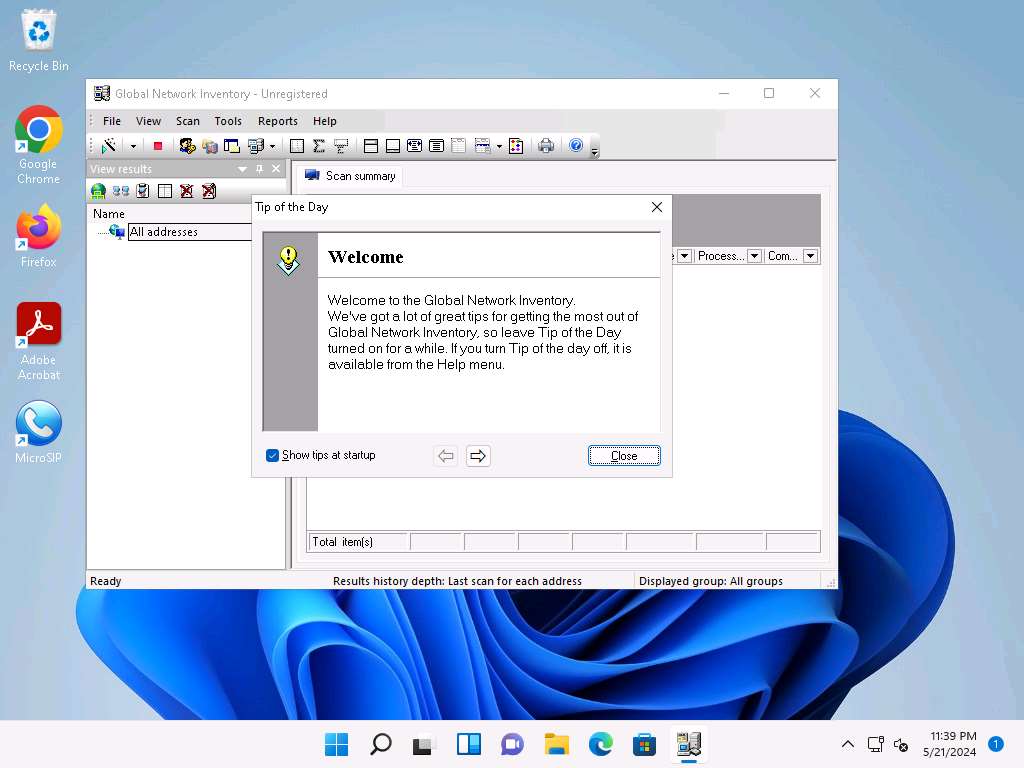 Recycle Bin
Google
Chrome
Firefox
Adobe
Acrobat
MicroSIP
Global Network Inventory - Unregistered
File View Scan Tools Reports Help
View results
Name
All addresses
Scan summary
Process... Com...
Total item(s)
Tip of the Day
Welcome
Welcome to the Global Network Inventory.
We've got a lot of great tips for getting the most out of
Global Network Inventory, so leave Tip of the Day
turned on for a while. If you turn Tip of the day off, it is
available from the Help menu.
Show tips at startup
Close
Ready
Results history depth: Last scan for each address
Displayed group: All groups
11:39 PM
5/21/2024
1